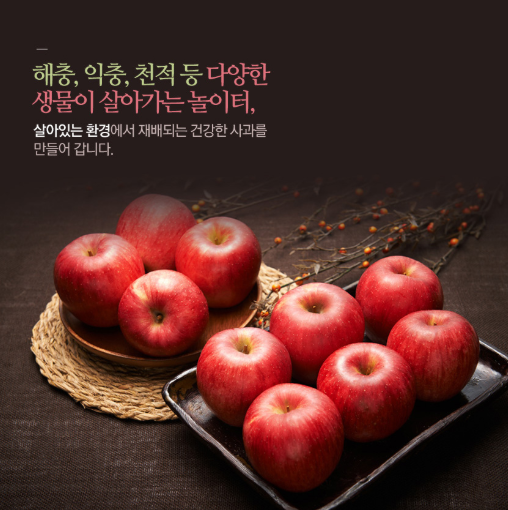 해충, 익충, 천적 등 다양한
생물이 살아가는 놀이터,
살아있는 환경에서 재배되는 건강한 사과를
만들어 갑니다.